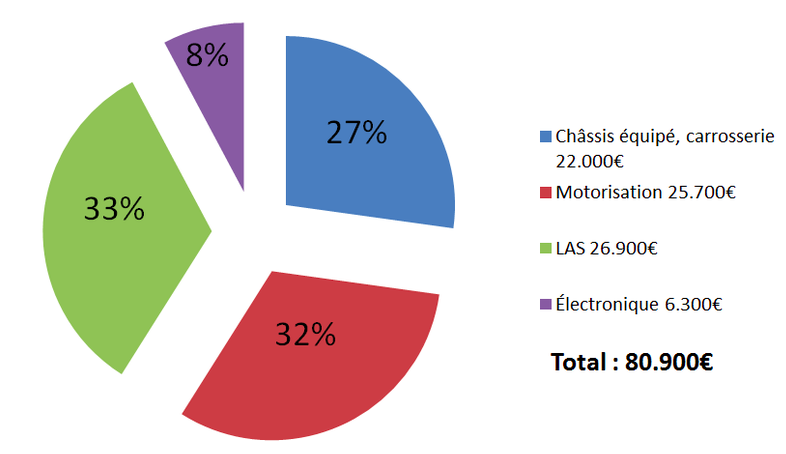 8%
27%
33%
32%
Châssis équipé, carrosserie
22.000€
Motorisation 25.700€
LAS 26.900€
Électronique 6.300€
Total : 80.900€